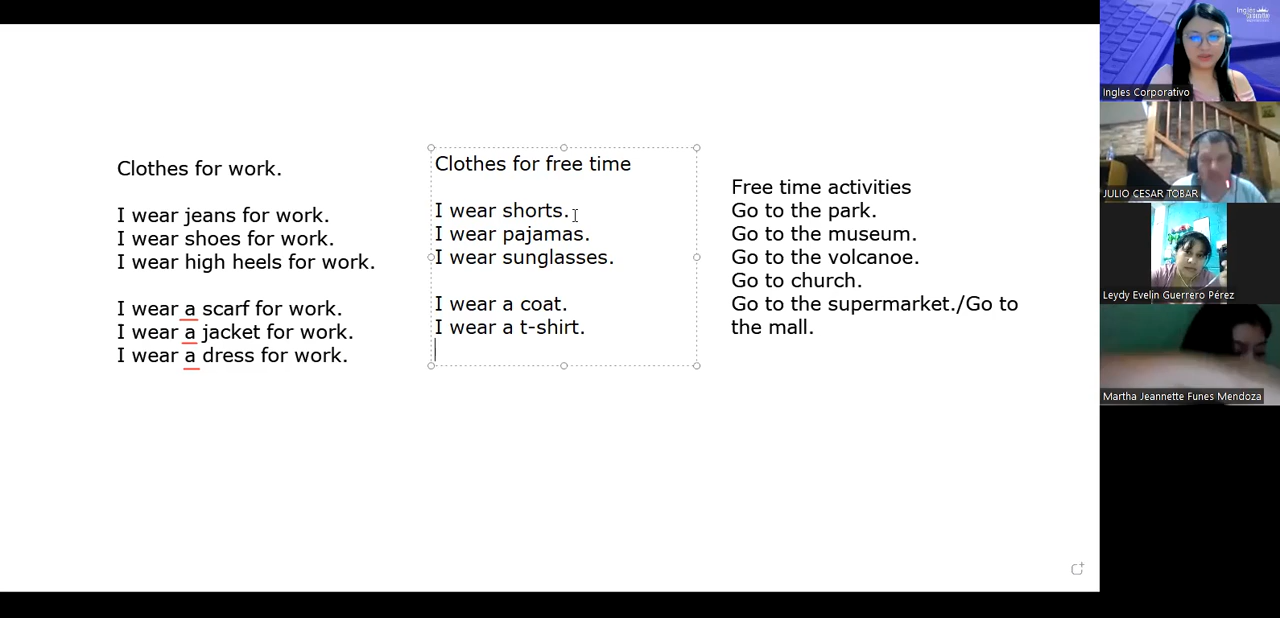 Clothes for work.
I wear jeans for work.
I wear shoes for work.
I wear high heels for work.
I wear a scarf for work.
I wear a jacket for work.
I wear a dress for work.
Clothes for free time
I wear shorts.
I wear pajamas.
I wear sunglasses.
I wear a coat.
I wear a t-shirt.
Free time activities
Go to the park.
Go to the museum.
Go to the volcanoe.
Go to church.
Go to the supermarket./Go to
the mall.
Ingles Corporativo
JULIO CESAR TOBAR
Leydy Evelin Guerrero Pérez
Martha Jeannette Funes Mendoza